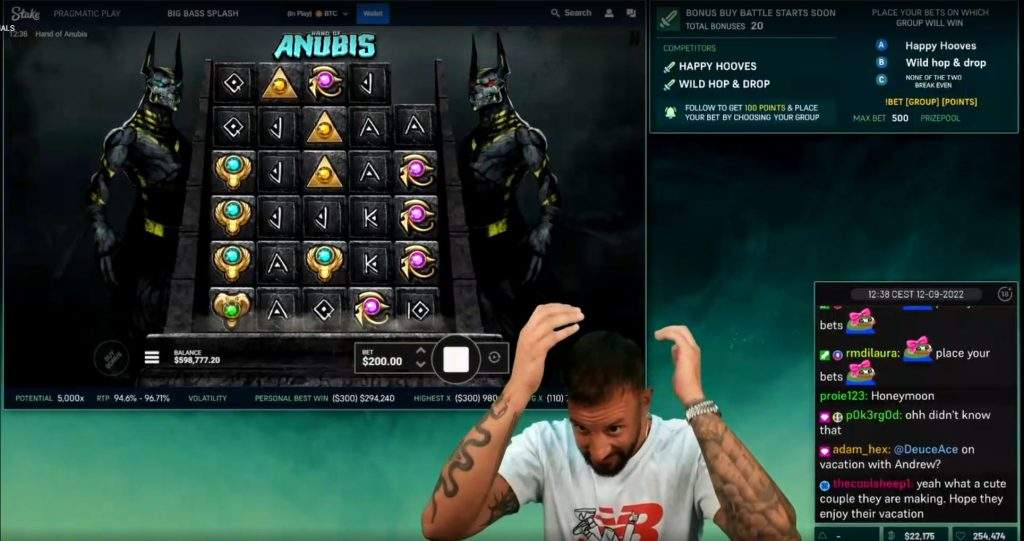 Stake PRAGMATIC PLAY BIG BASS SPLASH (In Play) BTC Wallet Search
12:36 Hand of Anubis
HAND OF
ANUBIS
BALANCE
$598,777.20
BET
$200.00
POTENTIAL 5,000x RTP 94.6% - 96.71% VOLATILITY PERSONAL BEST WIN ($300) $294,240 HIGHEST X ($300) 980
BONUS BUY BATTLE STARTS SOON
TOTAL BONUSES 20
COMPETITORS
HAPPY HOOVES
WILD HOP & DROP
FOLLOW TO GET 100 POINTS & PLACE
YOUR BET BY CHOOSING YOUR GROUP
PLACE YOUR BETS ON WHICH
GROUP WILL WIN
A Happy Hooves
B Wild hop & drop
C NONE OF THE TWO
BREAK EVEN
!BET [GROUP] [POINTS]
MAX BET 500 PRIZEPOOL
12:38 CEST 12-09-2022 18
bets
rmdilaura: place your
bets
proie123: Honeymoon
p0k3rg0d: ohh didn't know
that
adam_hex: @DeuceAce on
vacation with Andrew?
thecoolsheep1: yeah what a cute
couple they are making. Hope they
enjoy their vacation
- $22,175 254,474